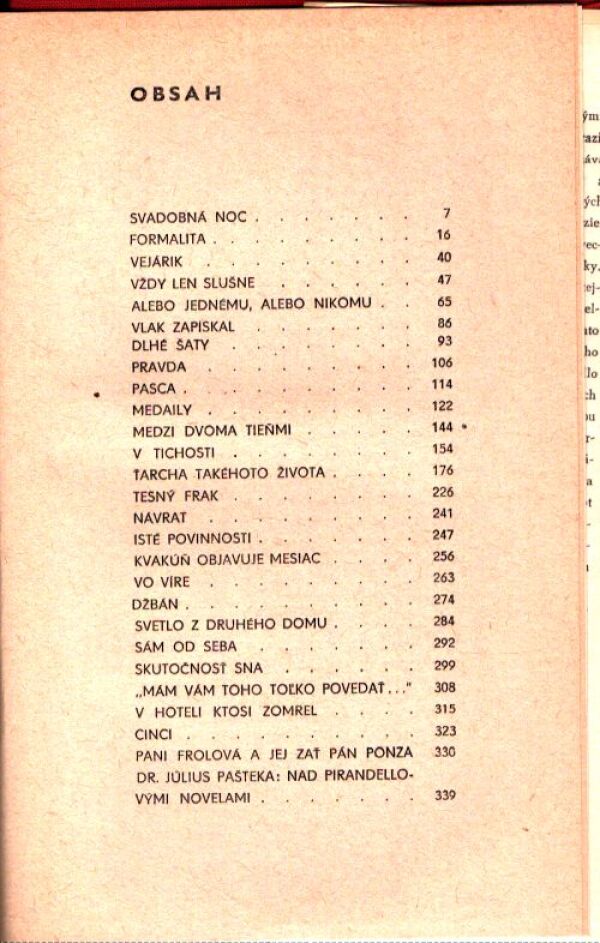 OBSAH
SVADOBNÁ NOC . . . . . . . 7
FORMALITA . . . . . . . . . 16
VEJÁRIK . . . . . . . . . 40
VŽDY LEN SLUŠNE . . . . . . 47
ALEBO JEDNÉMU, ALEBO NIKOMU . . 65
VLAK ZAPÍSKAL . . . . . . . 86
DLHÉ ŠATY . . . . . . . . 93
PRAVDA . . . . . . . . . 106
PASCA . . . . . . . . . . 114
MEDAILY . . . . . . . . . 122
MEDZI DVOMA TIEŇMI . . . . . 144
V TICHOSTI . . . . . . . . 154
ŤARCHA TAKÉHOTO ŽIVOTA . . . . 176
TESNÝ FRAK . . . . . . . . 226
NÁVRAT . . . . . . . . . 241
ISTÉ POVINNOSTI . . . . . . . 247
KVAKÚŇ OBJAVUJE MESIAC . . . . 256
VO VÍRE . . . . . . . . . 263
DŽBÁN . . . . . . . . . . 274
SVETLO Z DRUHÉHO DOMU . . . . 284
SÁM OD SEBA . . . . . . . 292
SKUTOČNOSŤ SNA . . . . . . 299
„MÁM VÁM TOHO TOĽKO POVEDAŤ..." 308
V HOTELI KTOSI ZOMREL . . . . 315
CINCI . . . . . . . . . . 323
PANI FROLOVÁ A JEJ ZAŤ PÁN PONZA 330
DR. JÚLIUS PAŠTEKA: NAD PIRANDELLO-
VÝMI NOVELAMI . . . . . . . 339